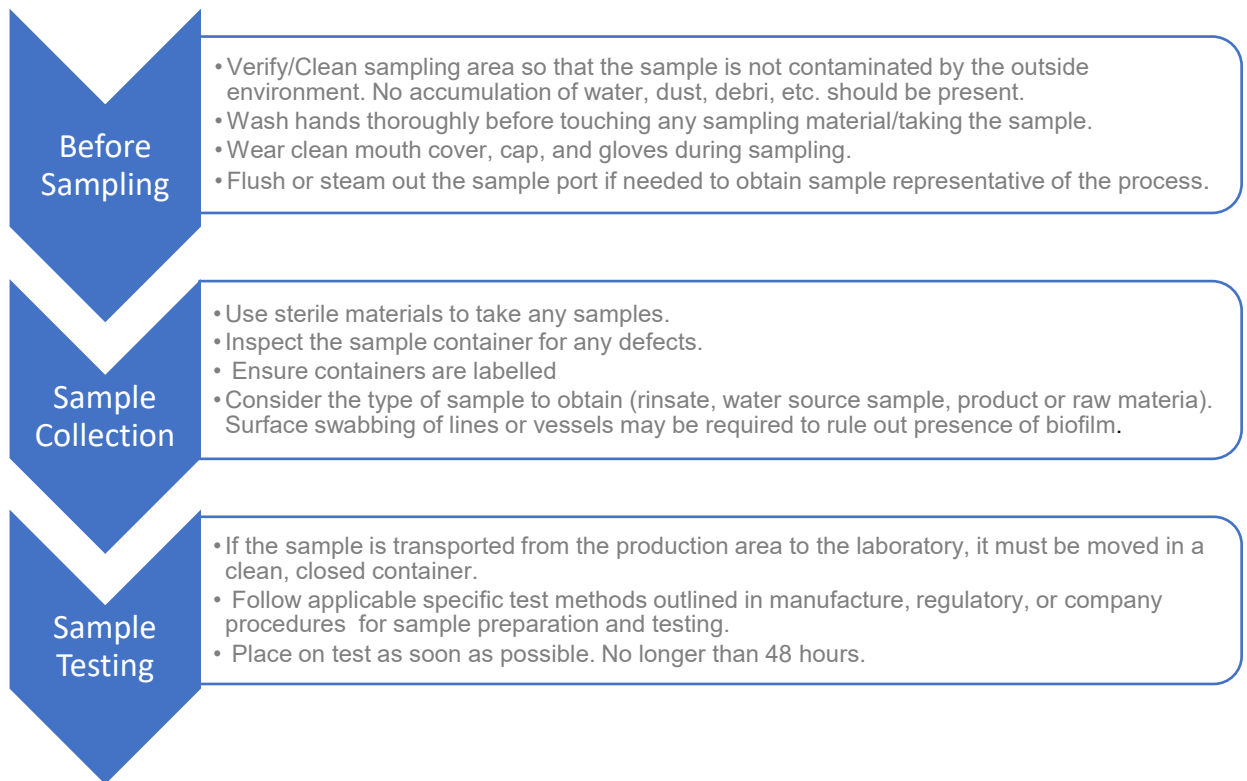 Before
Sampling
• Verify/Clean sampling area so that the sample is not contaminated by the outside
environment. No accumulation of water, dust, debri, etc. should be present.
• Wash hands thoroughly before touching any sampling material/taking the sample.
• Wear clean mouth cover, cap, and gloves during sampling.
• Flush or steam out the sample port if needed to obtain sample representative of the process.
Sample
Collection
• Use sterile materials to take any samples.
• Inspect the sample container for any defects.
• Ensure containers are labelled
• Consider the type of sample to obtain (rinsate, water source sample, product or raw materia).
Surface swabbing of lines or vessels may be required to rule out presence of biofilm.
Sample
Testing
• If the sample is transported from the production area to the laboratory, it must be moved in a
clean, closed container.
• Follow applicable specific test methods outlined in manufacture, regulatory, or company
procedures for sample preparation and testing.
• Place on test as soon as possible. No longer than 48 hours.